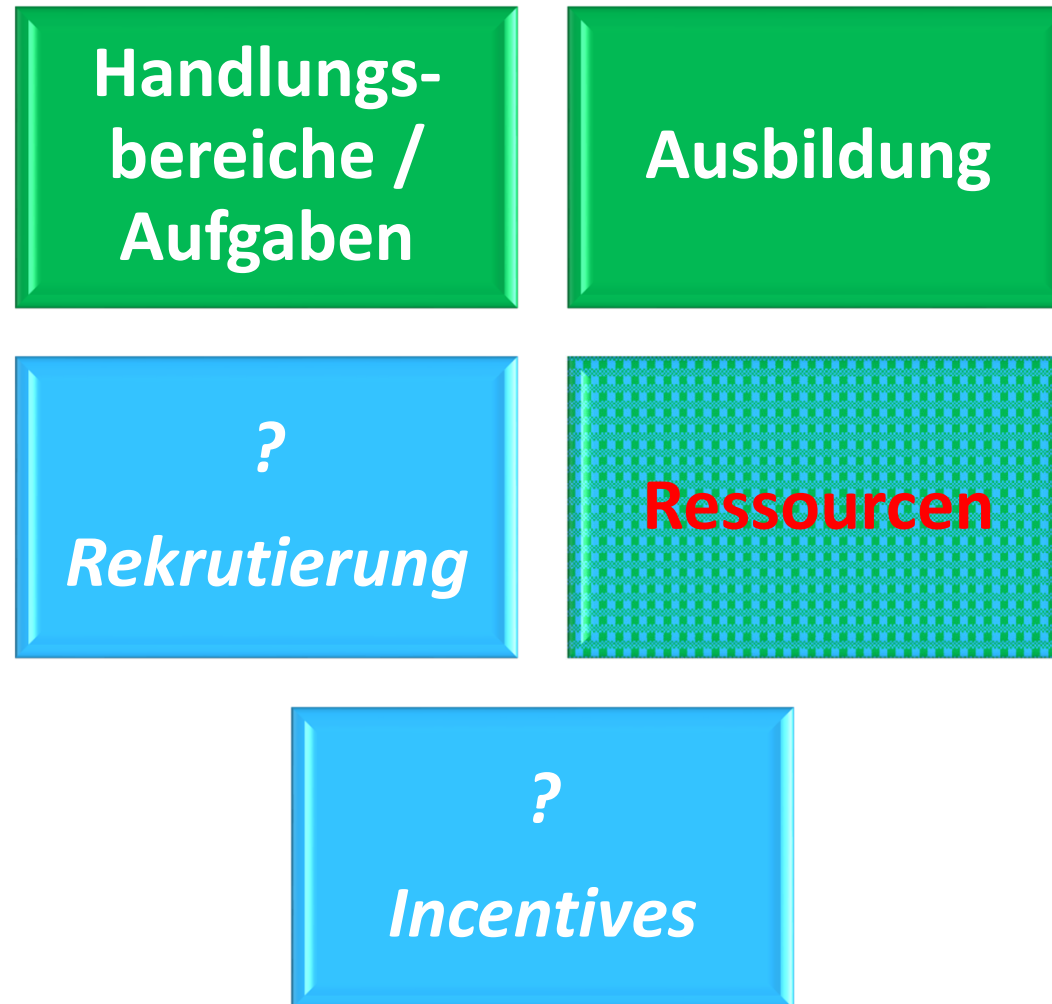 Handlungs-
bereiche /
Aufgaben
Ausbildung
?
Rekrutierung
Ressourcen
?
Incentives